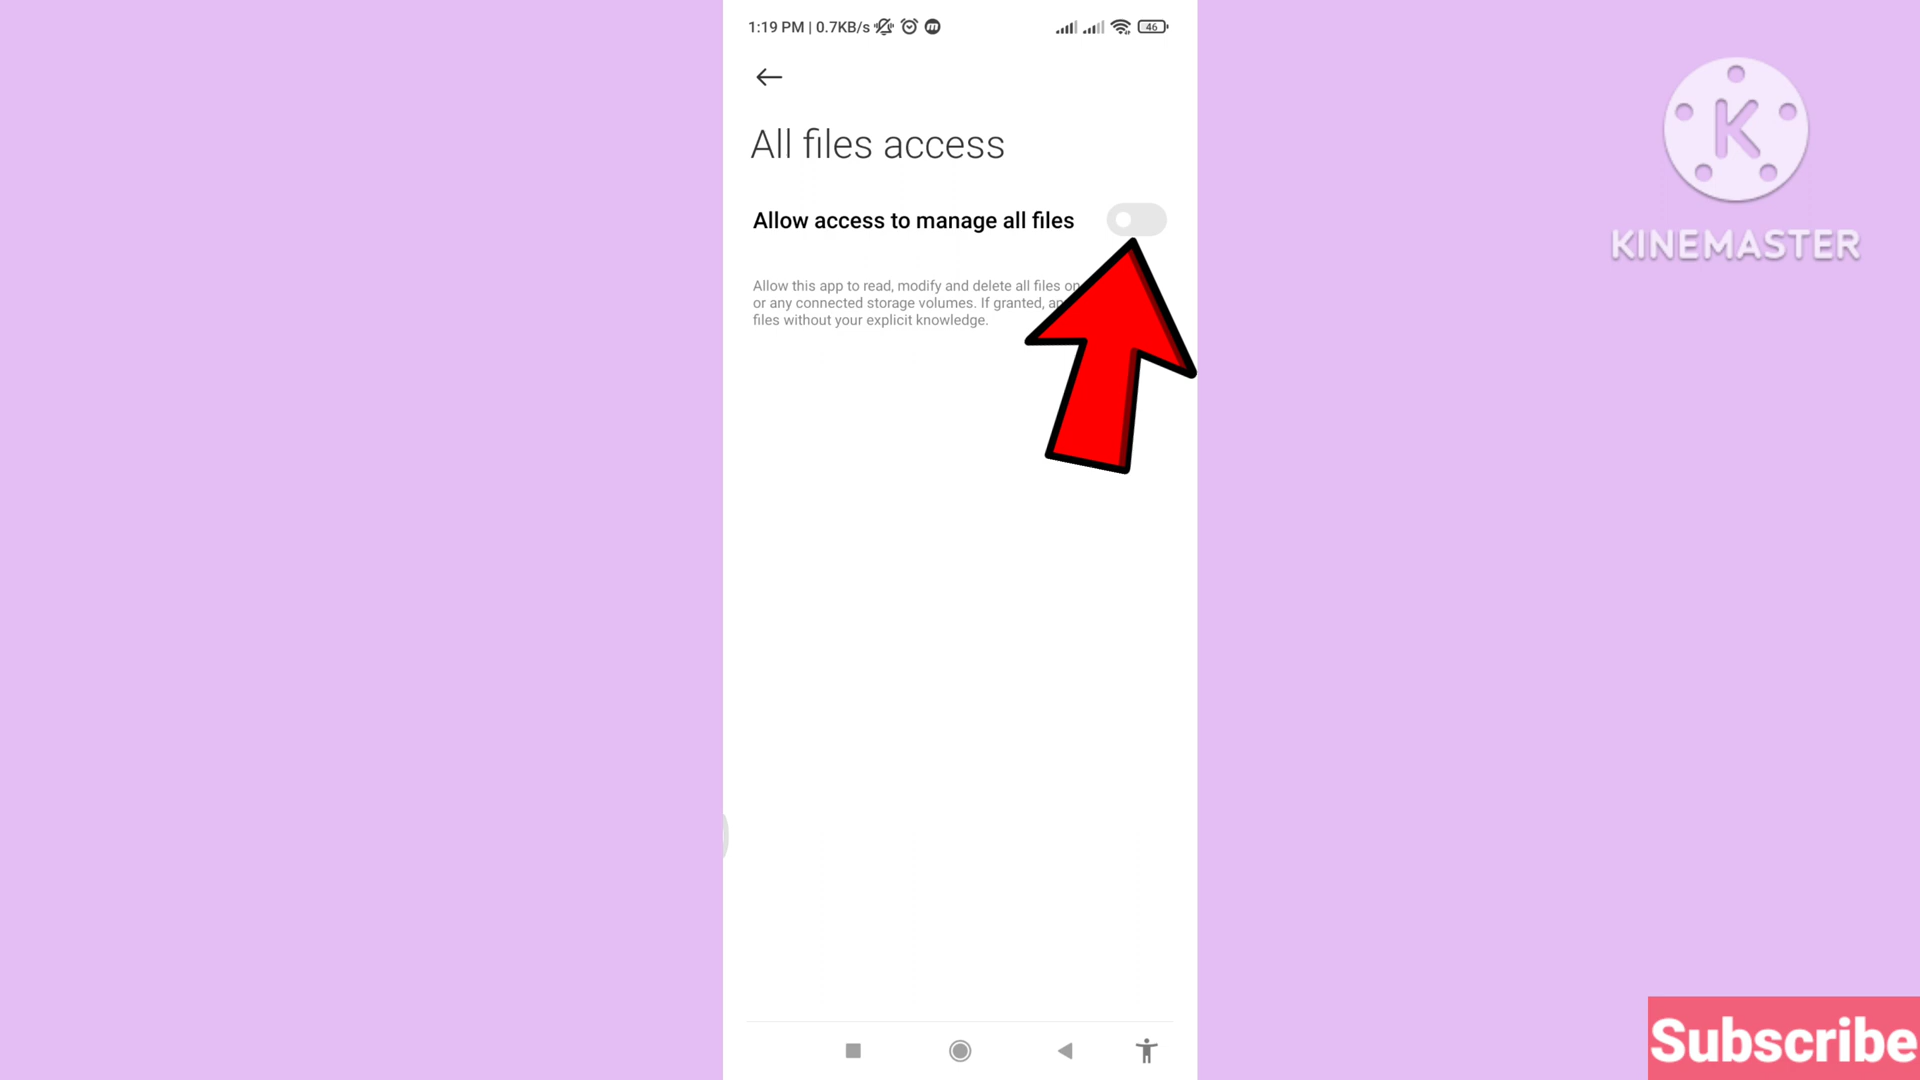 1:19 PM | 0.7KB/s
46
All files access
Allow access to manage all files
Allow this app to read, modify and delete all files on
or any connected storage volumes. If granted,
files without your explicit knowledge.
K
KINEMASTER
Subscribe